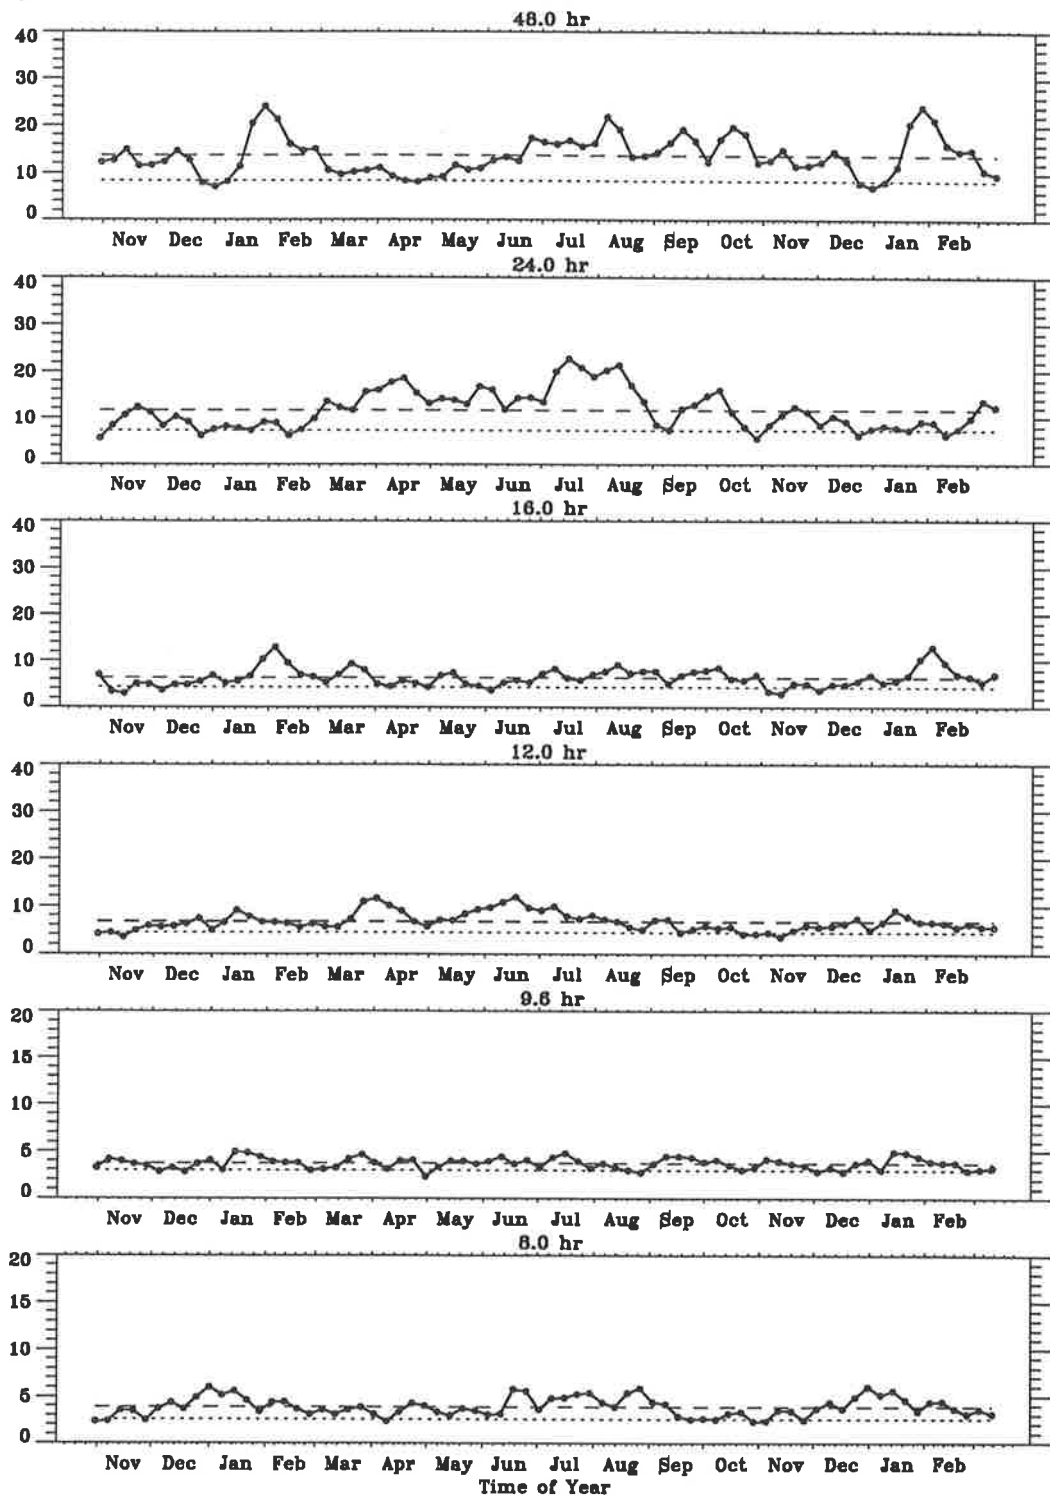 48.0 hr
40
30
20
10
0
Nov Dec Jan Feb Mar Apr May Jun Jul Aug Sep Oct Nov Dec Jan Feb
24.0 hr
40
30
20
10
0
Nov Dec Jan Feb Mar Apr May Jun Jul Aug Sep Oct Nov Dec Jan Feb
16.0 hr
40
30
20
10
0
Nov Dec Jan Feb Mar Apr May Jun Jul Aug Sep Oct Nov Dec Jan Feb
12.0 hr
40
30
20
10
0
Nov Dec Jan Feb Mar Apr May Jun Jul Aug Sep Oct Nov Dec Jan Feb
9.6 hr
20
15
10
5
0
Nov Dec Jan Feb Mar Apr May Jun Jul Aug Sep Oct Nov Dec Jan Feb
8.0 hr
20
15
10
5
0
Nov Dec Jan Feb Mar Apr May Jun Jul Aug Sep Oct Nov Dec Jan Feb
Time of Year